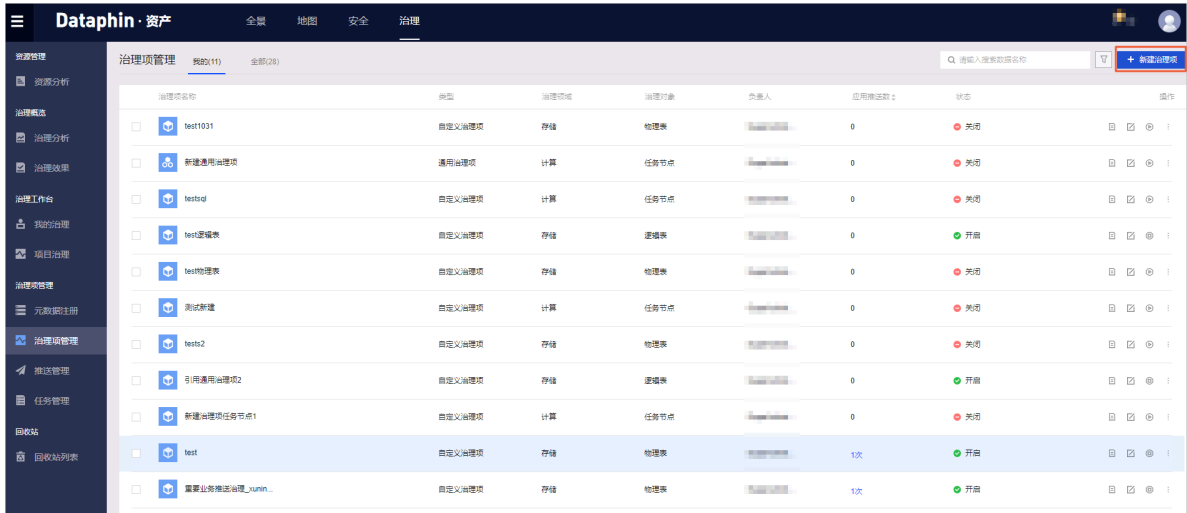 Dataphin · 资产 全景 地图 安全 治理
资源管理
资源分析
治理概览
治理分析
治理效果
治理工作台
我的治理
项目治理
治理项管理
元数据注册
治理项管理
推送管理
任务管理
回收站
回收站列表
治理项管理 我的(11) 全部(28) 请输入搜索数据名称 + 新建治理项
治理项名称 类型 治理领域 治理对象 负责人 应用推送数 状态 操作
test1031 自定义治理项 存储 物理表 0 关闭
新建通用治理项 通用治理项 计算 任务节点 0 关闭
testsql 自定义治理项 计算 任务节点 0 关闭
test逻辑表 自定义治理项 存储 逻辑表 0 开启
test物理表 自定义治理项 存储 物理表 0 关闭
测试新建 自定义治理项 计算 任务节点 0 关闭
tests2 自定义治理项 存储 物理表 0 关闭
引用通用治理项2 自定义治理项 存储 逻辑表 0 开启
新建治理项任务节点1 自定义治理项 计算 任务节点 0 关闭
test 自定义治理项 存储 物理表 1次 开启
重要业务推送治理_xunin... 自定义治理项 存储 物理表 1次 开启